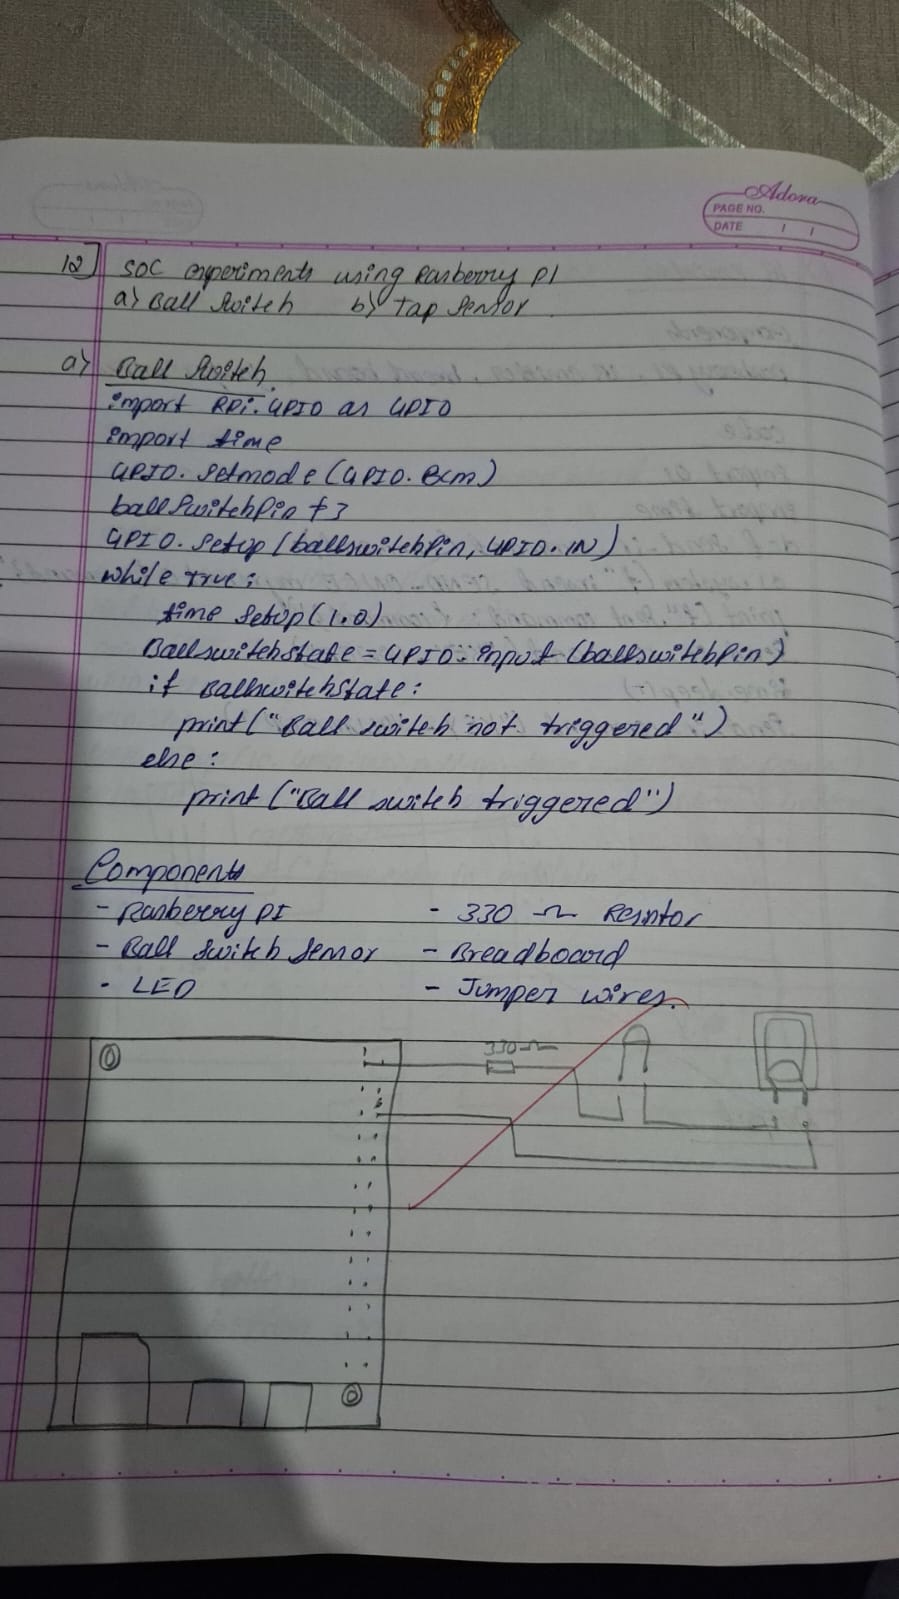 Adora
PAGE NO.
DATE / /
12] SOC experiments using Rasberry PI
a) Ball Switch b) Tap Sensor.
a) Ball Switch
import RPi.GPIO as GPIO
import time
GPIO.setmode(GPIO.BCM)
ballSwitchPin = 3
GPIO.setup(ballswitchPin, GPIO.IN)
while true:
time setup(1.0)
Ballswitchstate = GPIO.input(ballswitchpin)
if Ballswitchstate:
print("Ball switch not triggered")
else:
print("Ball switch triggered")
Components
- Rasberry PI - 330 Ω Resistor
- Ball switch sensor - Breadboard
- LED - Jumper wires.
330 Ω